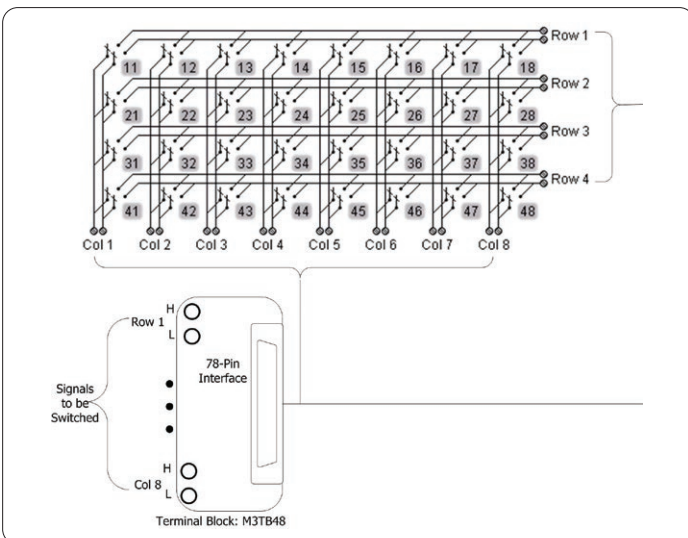 Row 1
11 12 13 14 15 16 17 18
Row 2
21 22 23 24 25 26 27 28
Row 3
31 32 33 34 35 36 37 38
Row 4
41 42 43 44 45 46 47 48
Col 1 Col 2 Col 3 Col 4 Col 5 Col 6 Col 7 Col 8
H
Row 1
L
78-Pin
Interface
Signals
to be
Switched
H
Col 8
L
Terminal Block: M3TB48